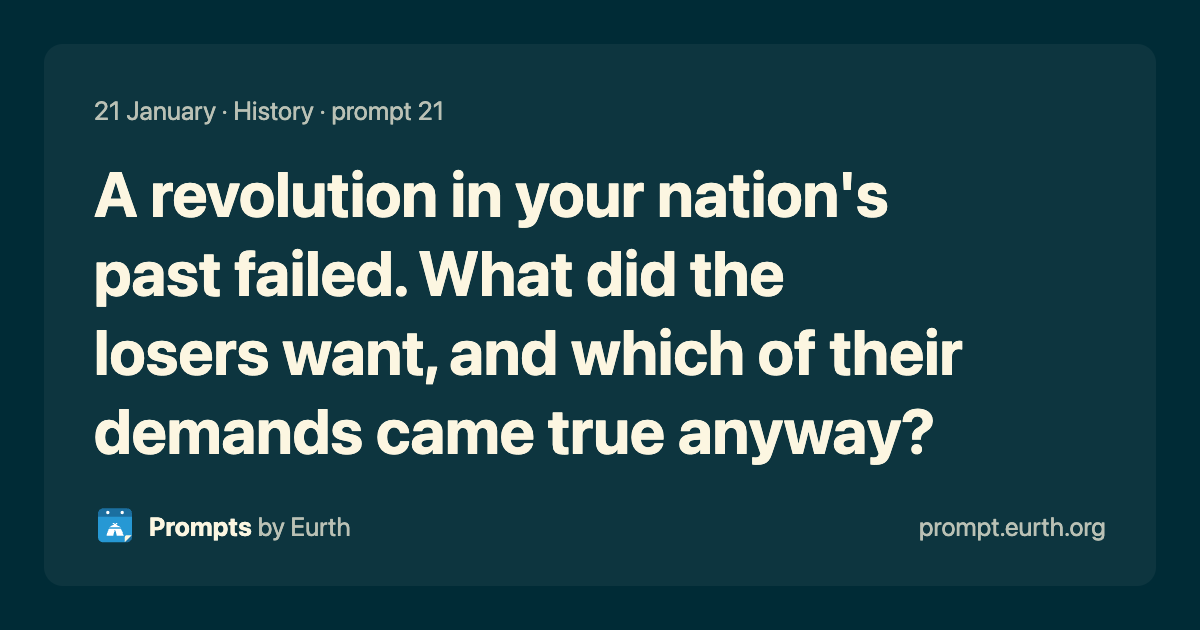 21 January · History · prompt 21
A revolution in your nation's
past failed. What did the
losers want, and which of their
demands came true anyway?
Prompts by Eurth
prompt.eurth.org